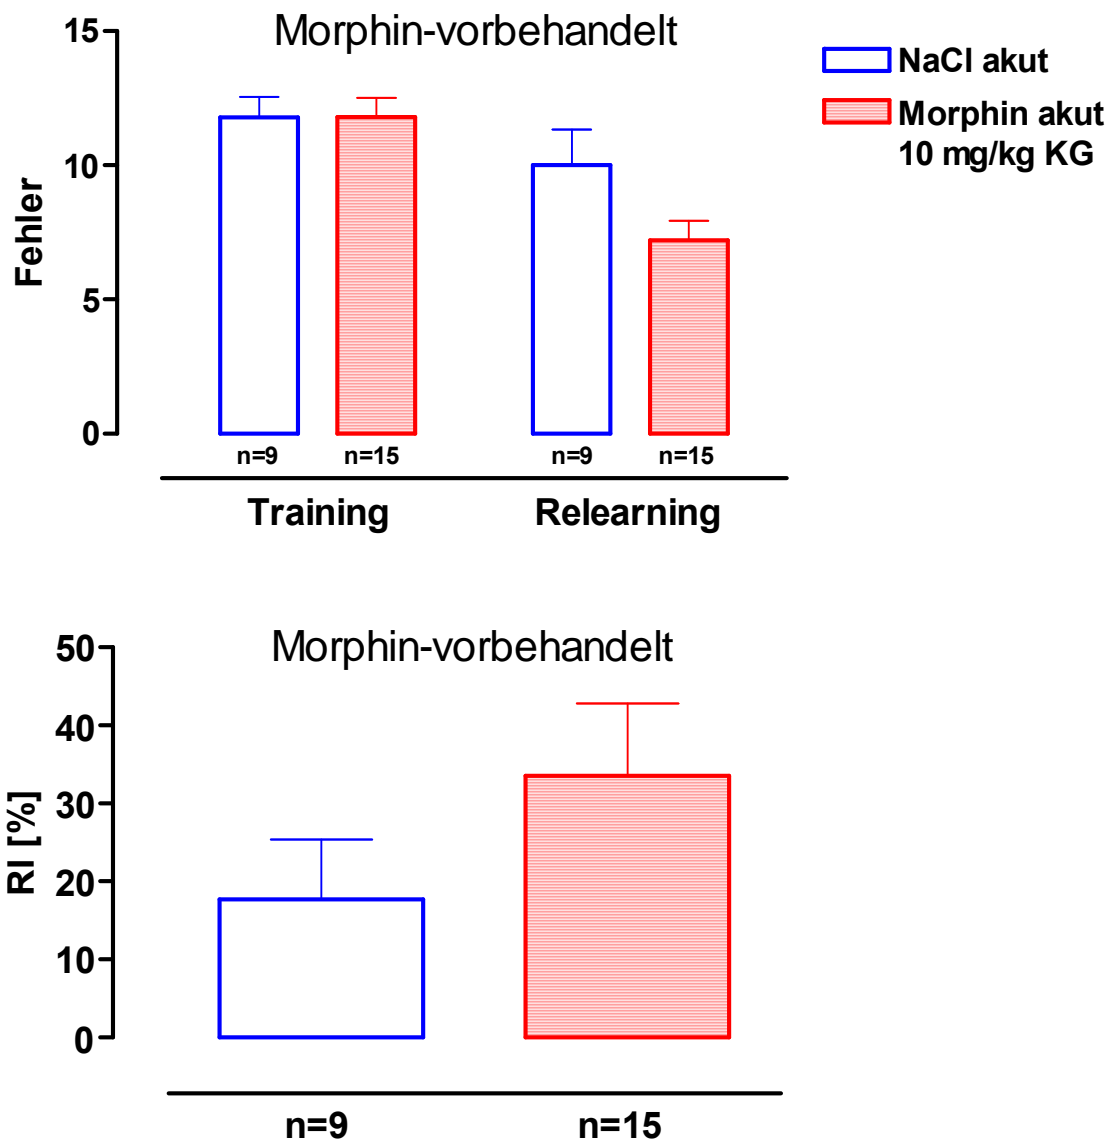 Morphin-vorbehandelt
NaCl akut
Morphin akut
10 mg/kg KG
Fehler
15
10
5
0
n=9 n=15 n=9 n=15
Training Relearning
Morphin-vorbehandelt
RI [%]
50
40
30
20
10
0
n=9 n=15